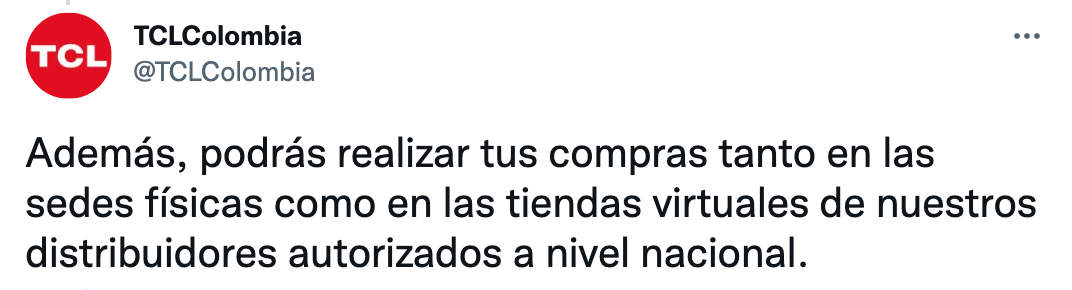 TCL
TCLColombia
@TCLColombia
Además, podrás realizar tus compras tanto en las
sedes físicas como en las tiendas virtuales de nuestros
distribuidores autorizados a nivel nacional.